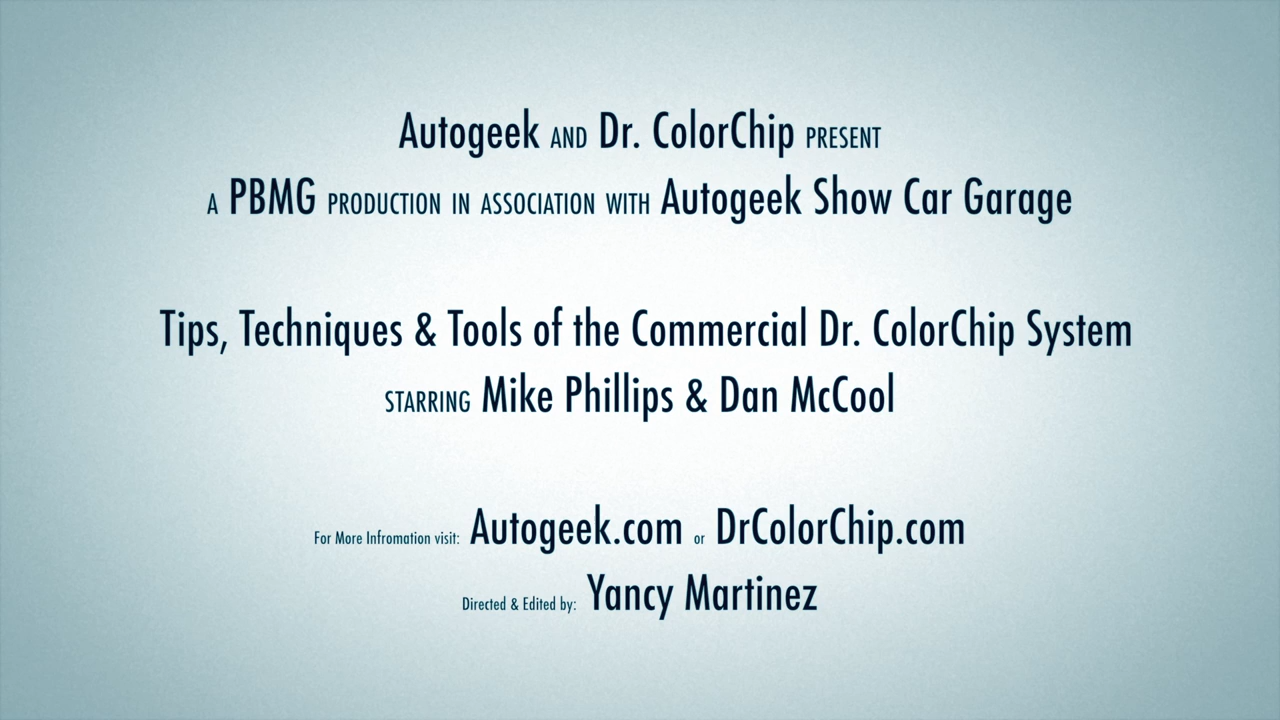 Autogeek AND Dr. ColorChip PRESENT
A PBMG PRODUCTION IN ASSOCIATION WITH Autogeek Show Car Garage
Tips, Techniques & Tools of the Commercial Dr. ColorChip System
STARRING Mike Phillips & Dan McCool
For More Infromation visit: Autogeek.com or DrColorChip.com
Directed & Edited by: Yancy Martinez